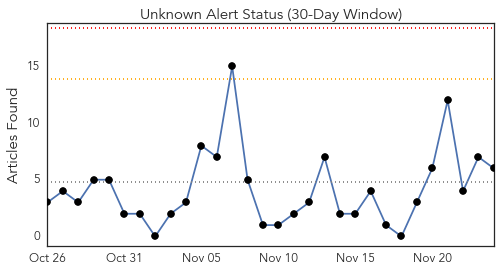 Unknown Alert Status (30-Day Window)
Articles Found
15
10
5
0
Oct 26 Oct 31 Nov 05 Nov 10 Nov 15 Nov 20